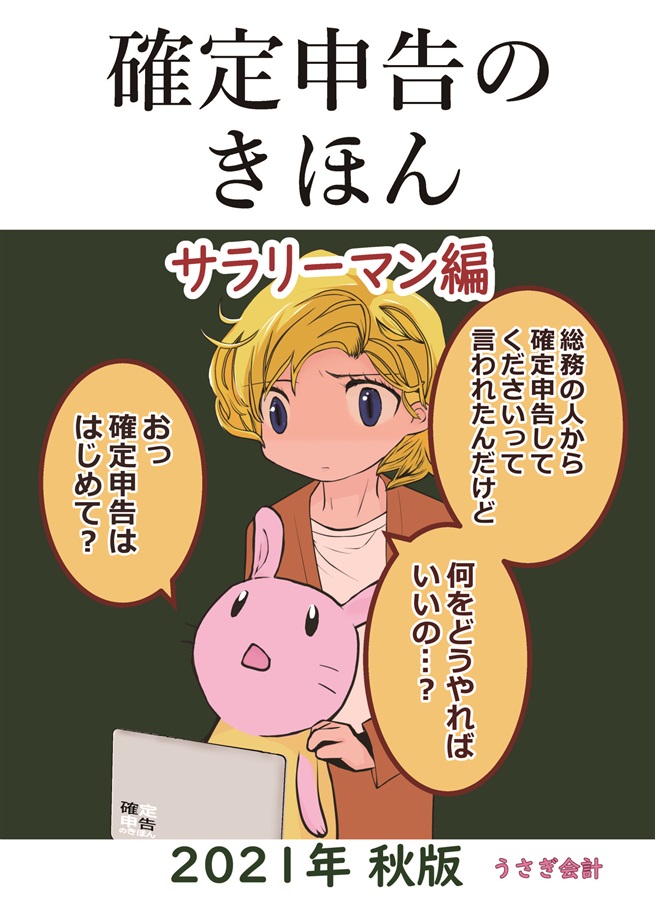 確定申告の
きほん
サラリーマン編
総務の人から
確定申告して
くださいって
言われたんだけど
何をどうやれば
いいの…?
おっ
確定申告は
はじめて?
確定
申告
のきほん
2021年 秋版
うさぎ会計